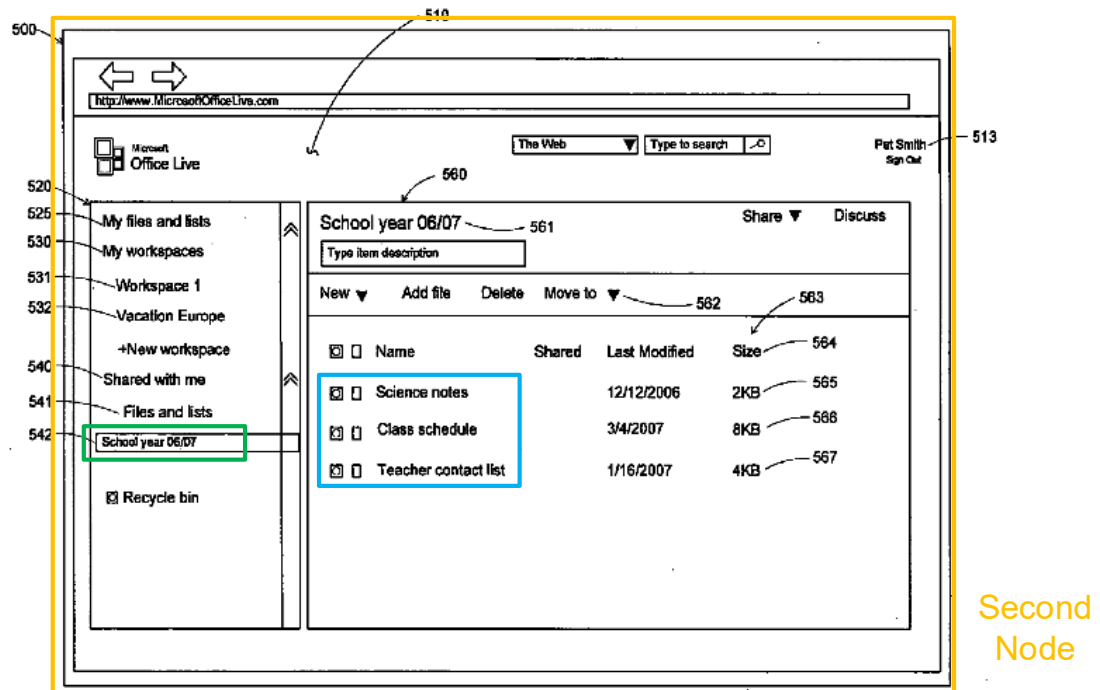 510
500
http://www.MicrosoftOfficeLive.com
Microsoft
Office Live
The Web
Type to search
Pat Smith
513
Sign Out
520
560
525
My files and lists
School year 06/07
561
Share
Discuss
530
My workspaces
Type item description
531
Workspace 1
New
Add file
Delete
Move to
562
563
532
Vacation Europe
+New workspace
Name
Shared
Last Modified
Size
564
540
Shared with me
Science notes
12/12/2006
2KB
565
541
Files and lists
Class schedule
3/4/2007
8KB
566
542
School year 06/07
Teacher contact list
1/16/2007
4KB
567
Recycle bin
Second
Node